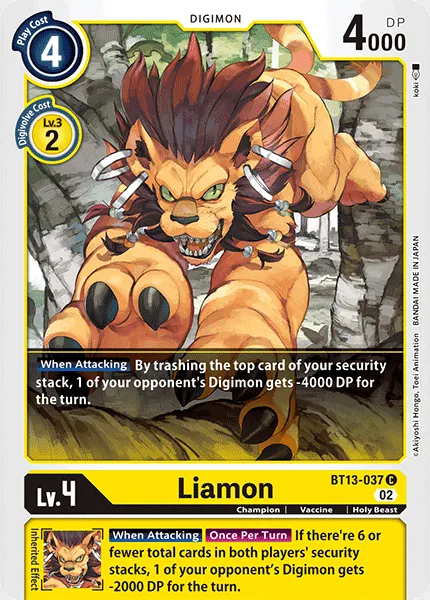 Play Cost
4
DIGIMON
DP
4000
Digivolve Cost
Lv.3
2
koki
©Akiyoshi Hongo, Toei Animation BANDAI MADE IN JAPAN
When Attacking By trashing the top card of your security
stack, 1 of your opponent's Digimon gets -4000 DP for
the turn.
BT13-037 C
02
Lv.4
Liamon
Champion | Vaccine | Holy Beast
Inherited Effect
When Attacking Once Per Turn If there're 6 or
fewer total cards in both players' security
stacks, 1 of your opponent's Digimon gets
-2000 DP for the turn.